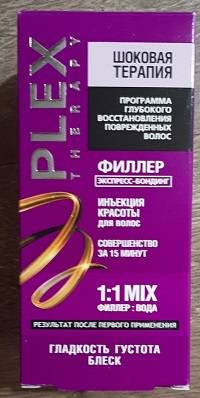 PLEX
THERAPY
ШОКОВАЯ
ТЕРАПИЯ
ПРОГРАММА
ГЛУБОКОГО
ВОССТАНОВЛЕНИЯ
ПОВРЕЖДЕННЫХ
ВОЛОС
ФИЛЛЕР
ЭКСПРЕСС-БОНДИНГ
ИНЪЕКЦИЯ
КРАСОТЫ
для волос
СОВЕРШЕНСТВО
ЗА 15 МИНУТ
1:1 MIX
ФИЛЛЕР : ВОДА
РЕЗУЛЬТАТ ПОСЛЕ ПЕРВОГО ПРИМЕНЕНИЯ
ГЛАДКОСТЬ ГУСТОТА
БЛЕСК